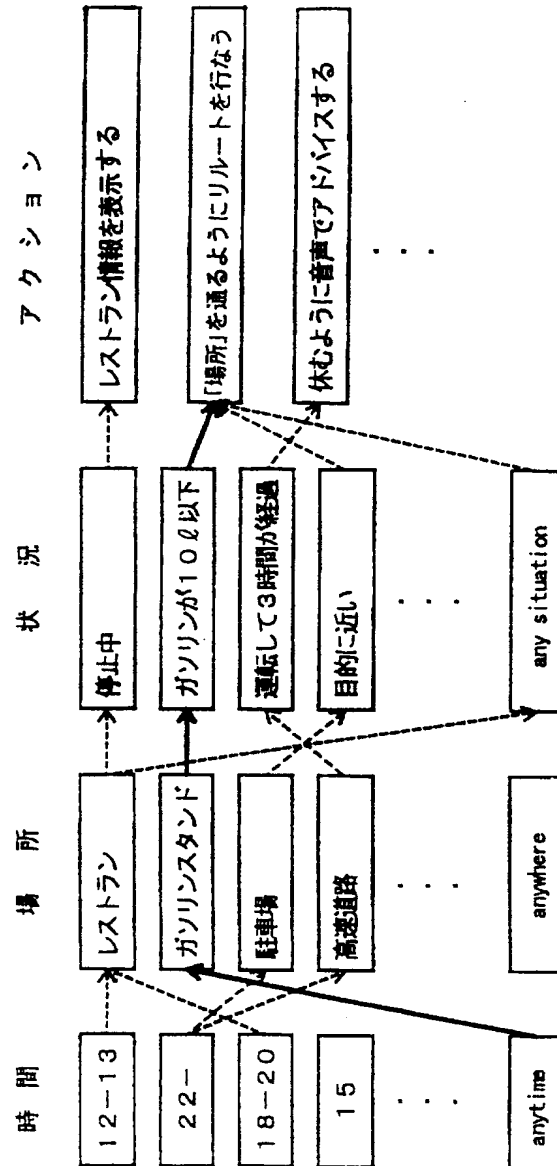 時間
場所
状況
アクション
12-13
レストラン
停止中
レストラン情報を表示する
22-
ガソリンスタンド
ガソリンが10ℓ以下
「場所」を通るようにリルートを行なう
18-20
駐車場
運転して3時間が経過
休むように音声でアドバイスする
15
高速道路
目的に近い
・・・
・・・
・・・
・・・
anytime
anywhere
any situation